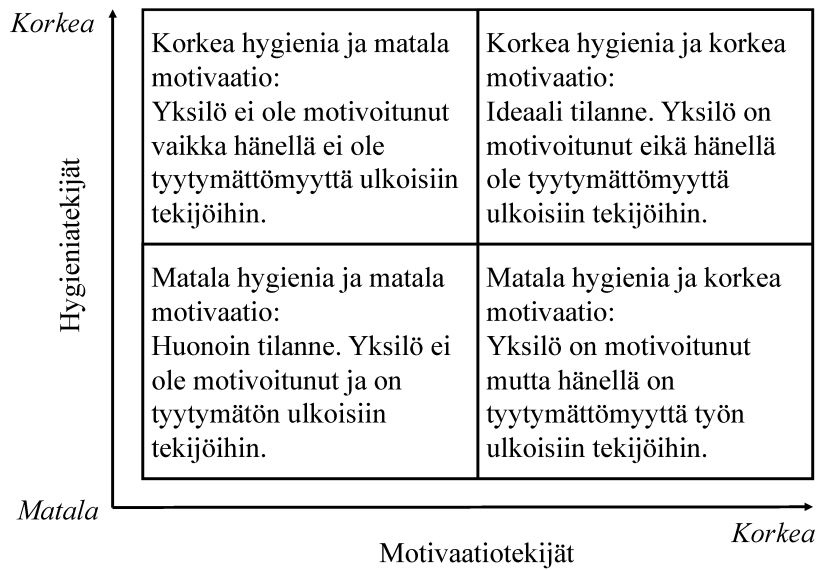 Korkea
Hygieniatekijät
Korkea hygienia ja matala
motivaatio:
Yksilö ei ole motivoitunut
vaikka hänellä ei ole
tyytymättömyyttä ulkoisiin
tekijöihin.
Korkea hygienia ja korkea
motivaatio:
Ideaali tilanne. Yksilö on
motivoitunut eikä hänellä
ole tyytymättömyyttä
ulkoisiin tekijöihin.
Matala hygienia ja matala
motivaatio:
Huonoin tilanne. Yksilö ei
ole motivoitunut ja on
tyytymätön ulkoisiin
tekijöihin.
Matala hygienia ja korkea
motivaatio:
Yksilö on motivoitunut
mutta hänellä on
tyytymättömyyttä työn
ulkoisiin tekijöihin.
Matala
Korkea
Motivaatiotekijät